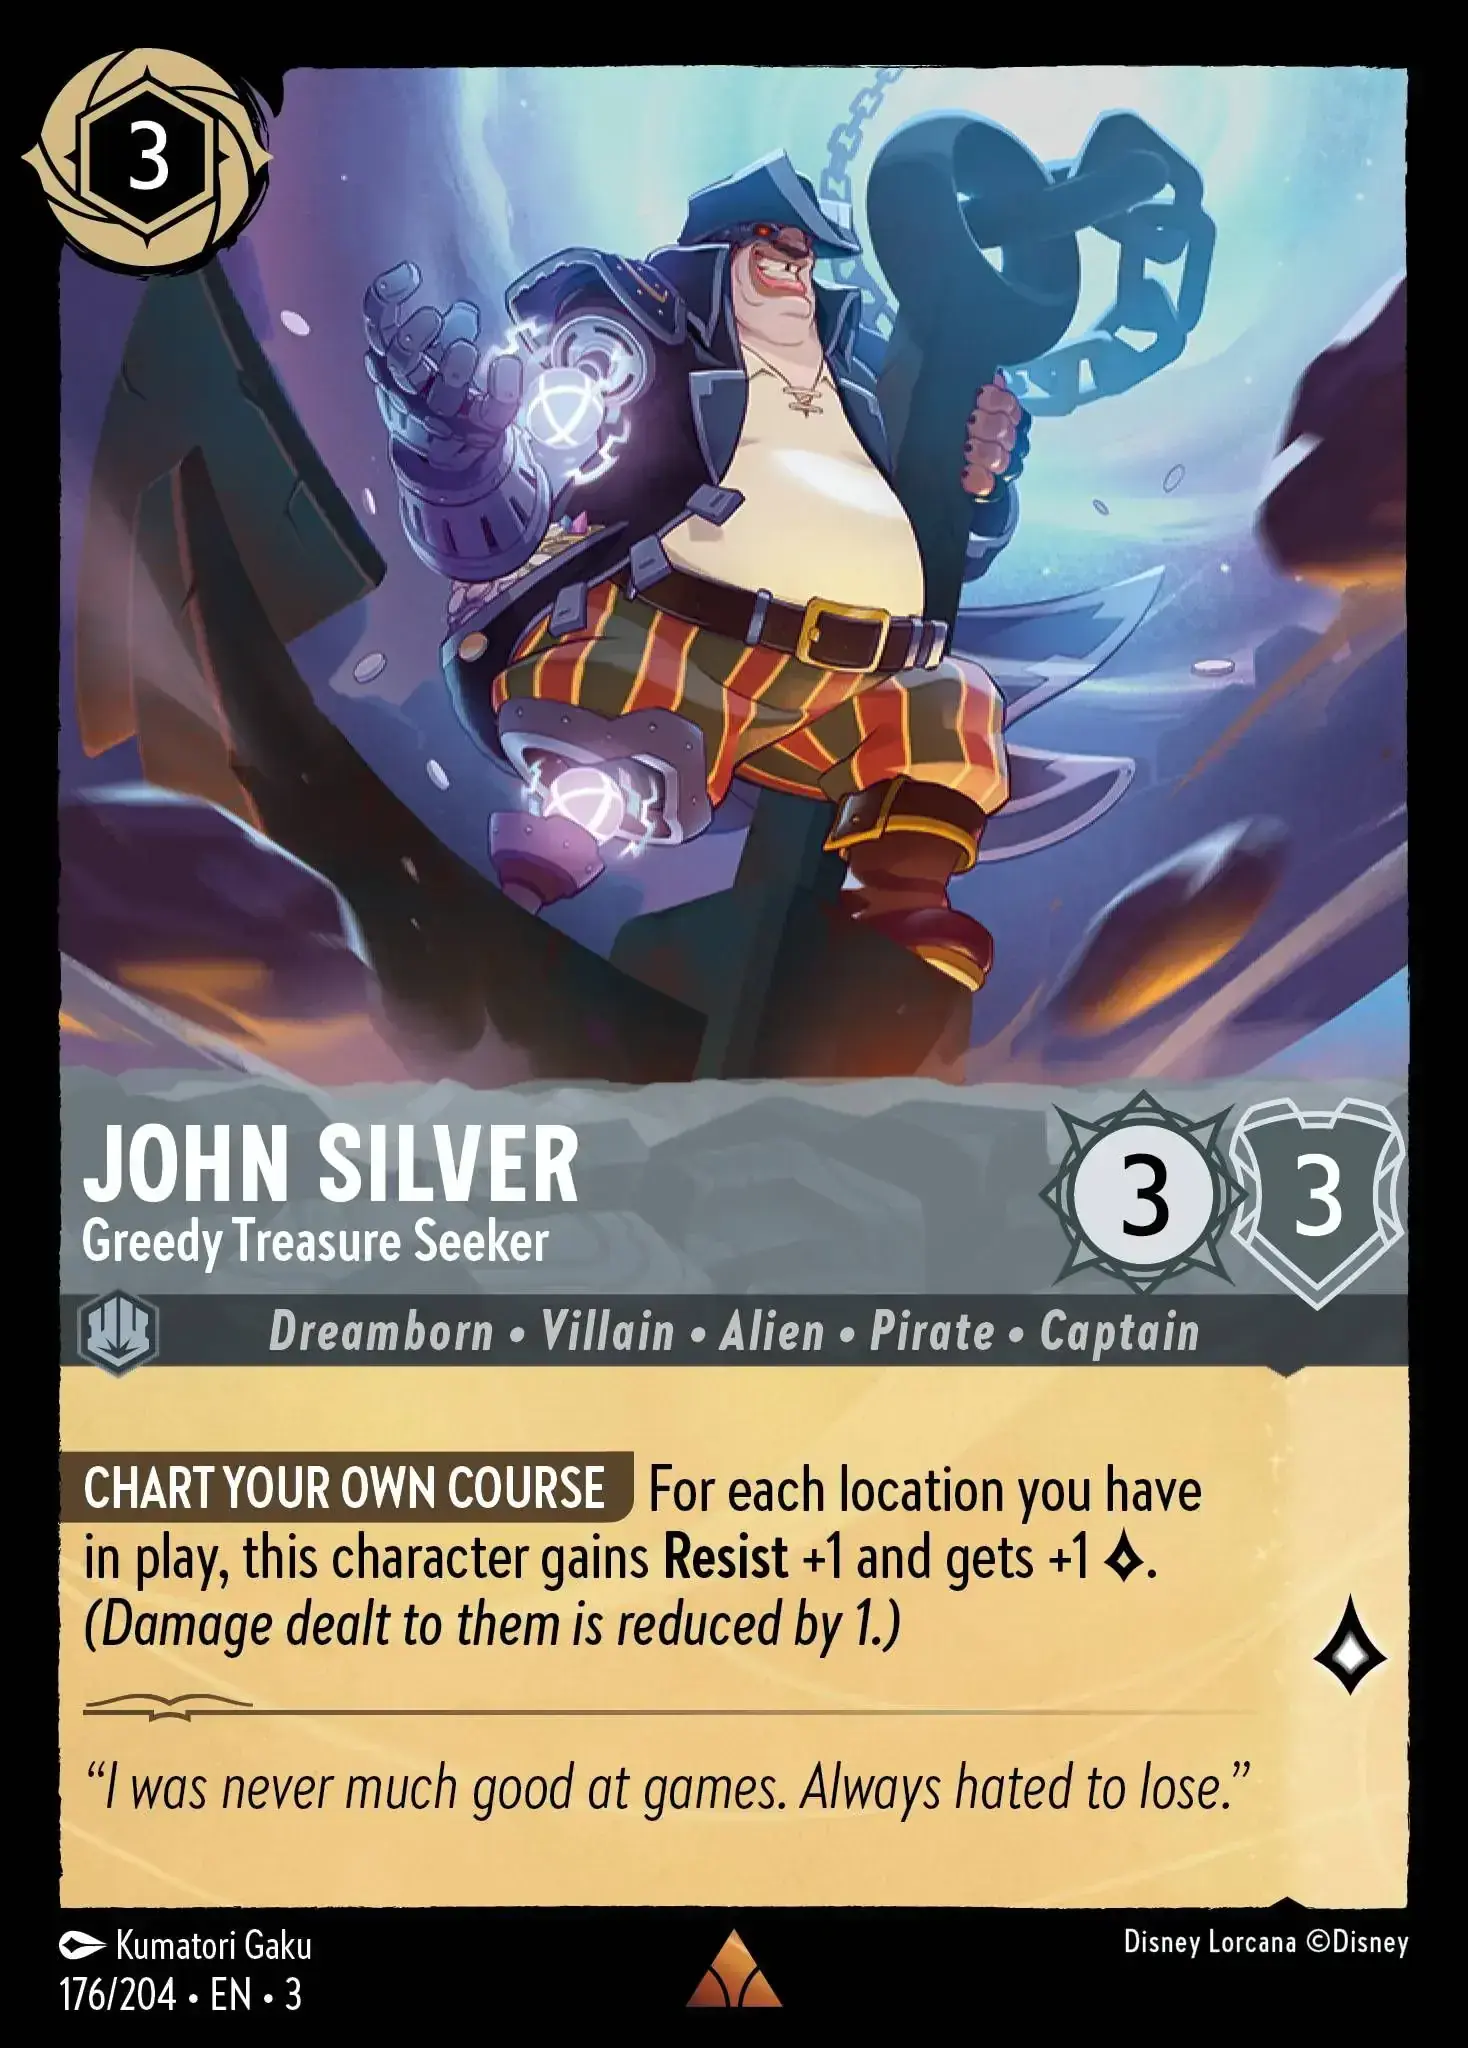 3
JOHN SILVER
Greedy Treasure Seeker
3
3
Dreamborn • Villain • Alien • Pirate • Captain
CHART YOUR OWN COURSE For each location you have
in play, this character gains Resist +1 and gets +1 .
(Damage dealt to them is reduced by 1.)
“I was never much good at games. Always hated to lose.”
Kumatori Gaku
Disney Lorcana ©Disney
176/204 • EN • 3